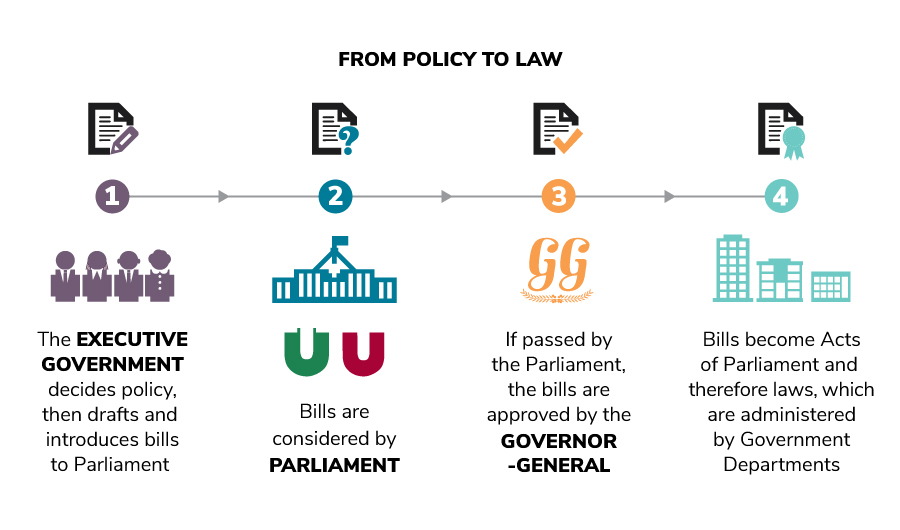 FROM POLICY TO LAW
1
2
3
4
GG
The EXECUTIVE
GOVERNMENT
decides policy,
then drafts and
introduces bills
to Parliament
Bills are
considered by
PARLIAMENT
If passed by
the Parliament,
the bills are
approved by the
GOVERNOR
-GENERAL
Bills become Acts
of Parliament and
therefore laws, which
are administered
by Government
Departments